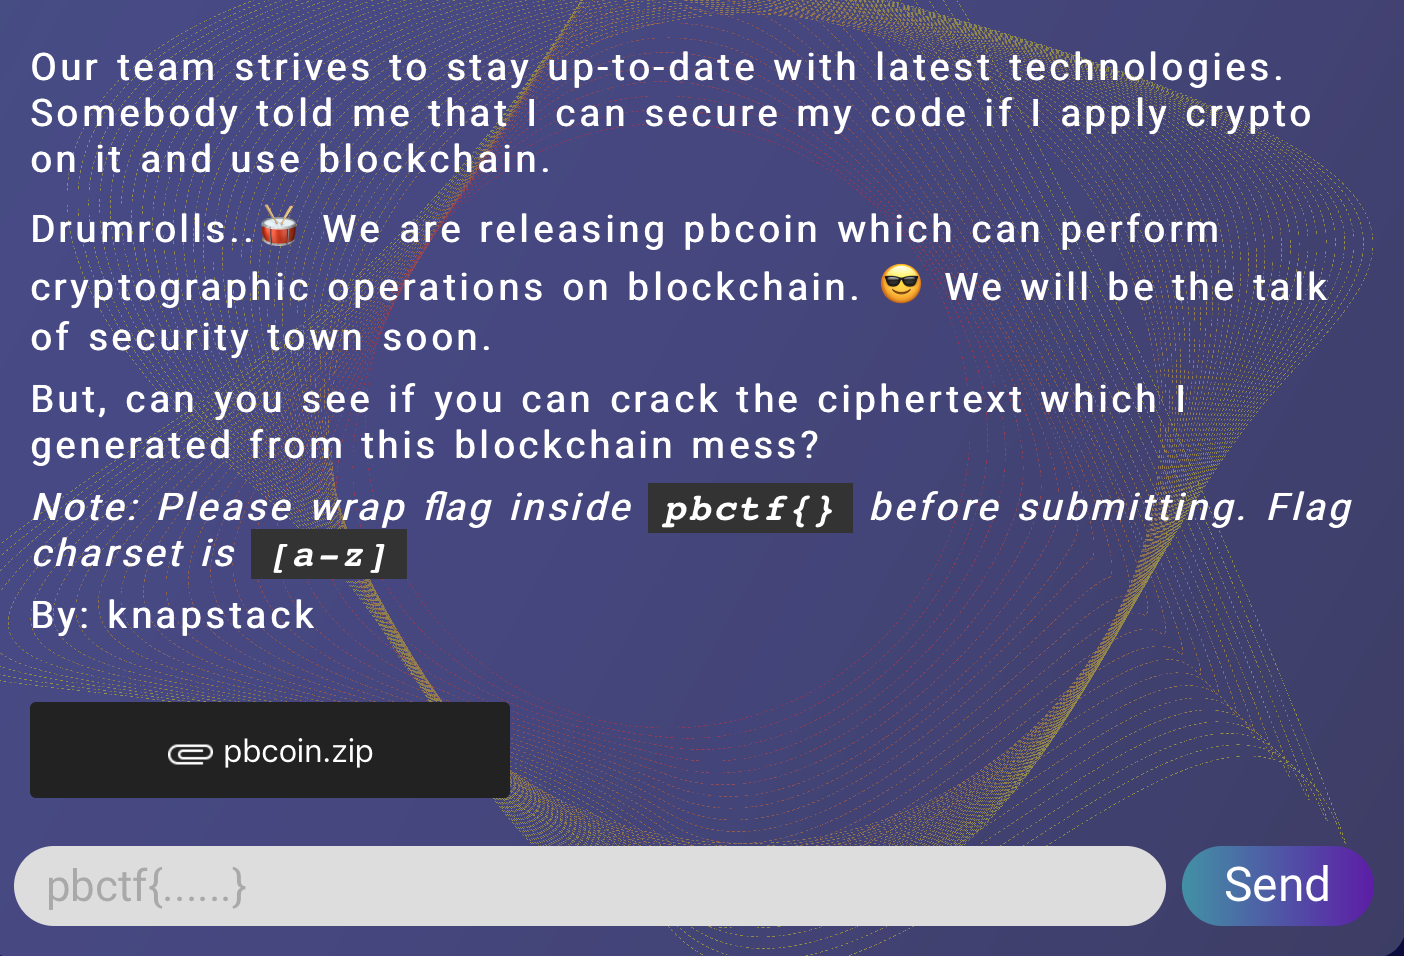 Our team strives to stay up-to-date with latest technologies.
Somebody told me that I can secure my code if I apply crypto
on it and use blockchain.
Drumrolls..🥁 We are releasing pbcoin which can perform
cryptographic operations on blockchain. 😎 We will be the talk
of security town soon.
But, can you see if you can crack the ciphertext which I
generated from this blockchain mess?
Note: Please wrap flag inside pbctf{} before submitting. Flag
charset is [a-z]
By: knapstack
pbcoin.zip
pbctf{......}
Send